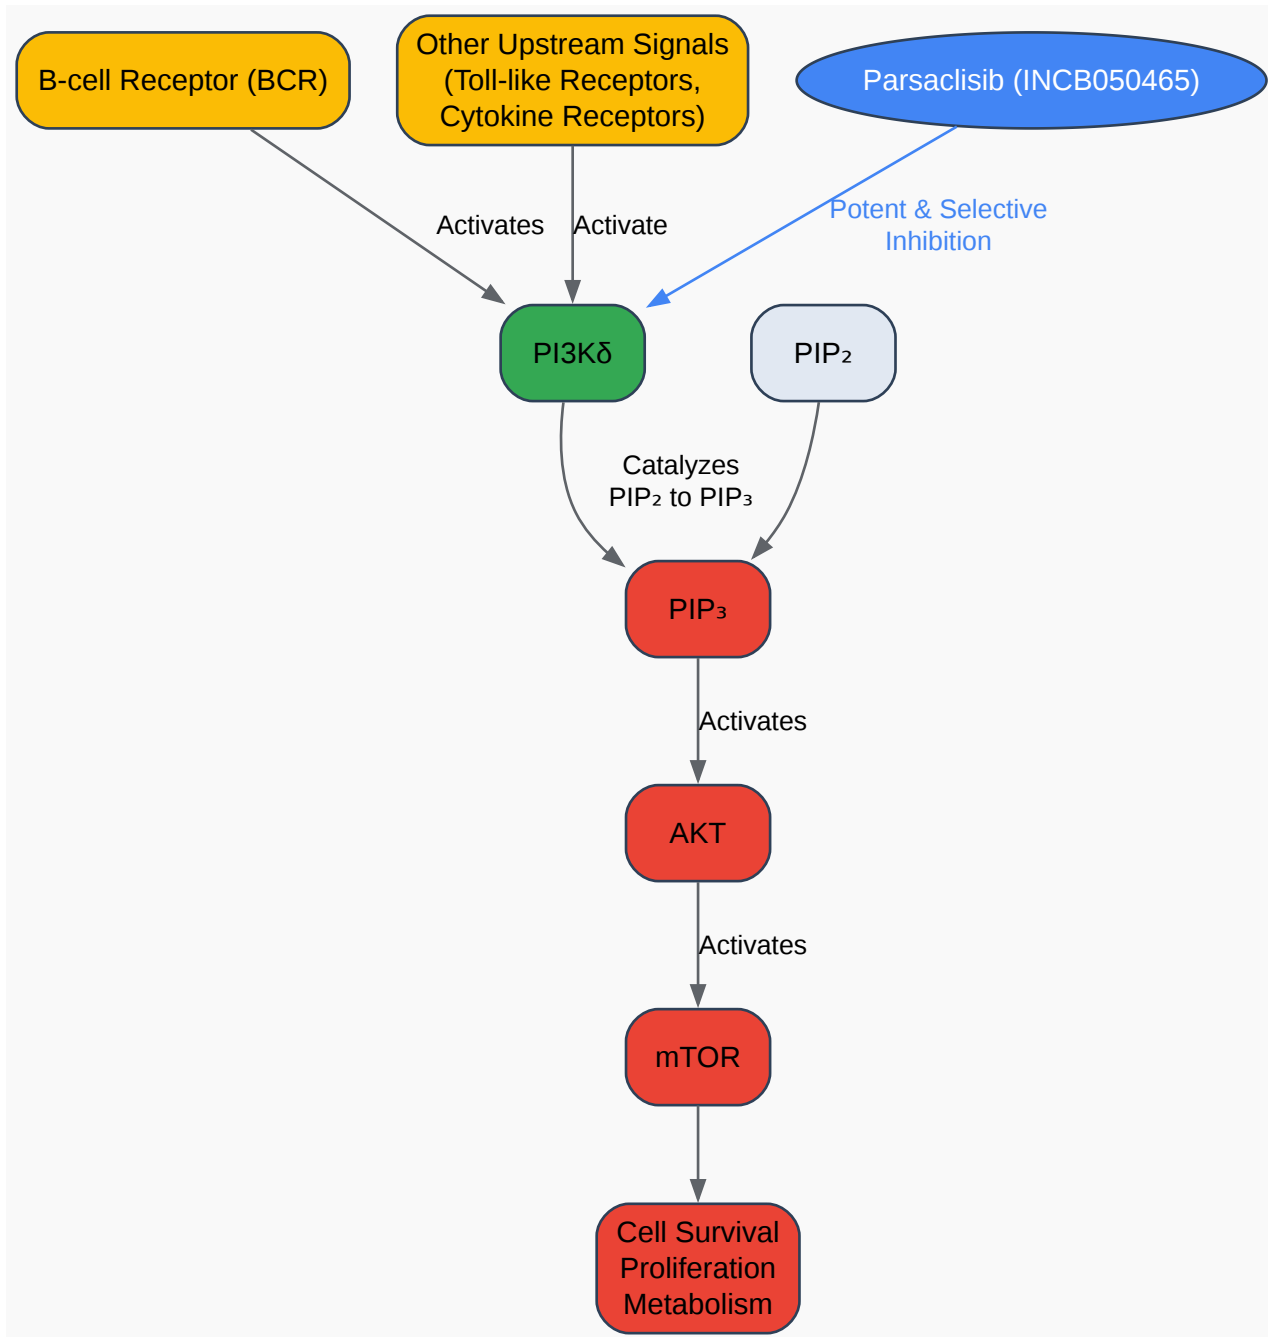 B-cell Receptor (BCR)
Other Upstream Signals
(Toll-like Receptors,
Cytokine Receptors)
Parsaclisib (INCB050465)
Activates
Activate
Potent & Selective
Inhibition
PI3Kδ
PIP₂
Catalyzes
PIP₂ to PIP₃
PIP₃
Activates
AKT
Activates
mTOR
Cell Survival
Proliferation
Metabolism